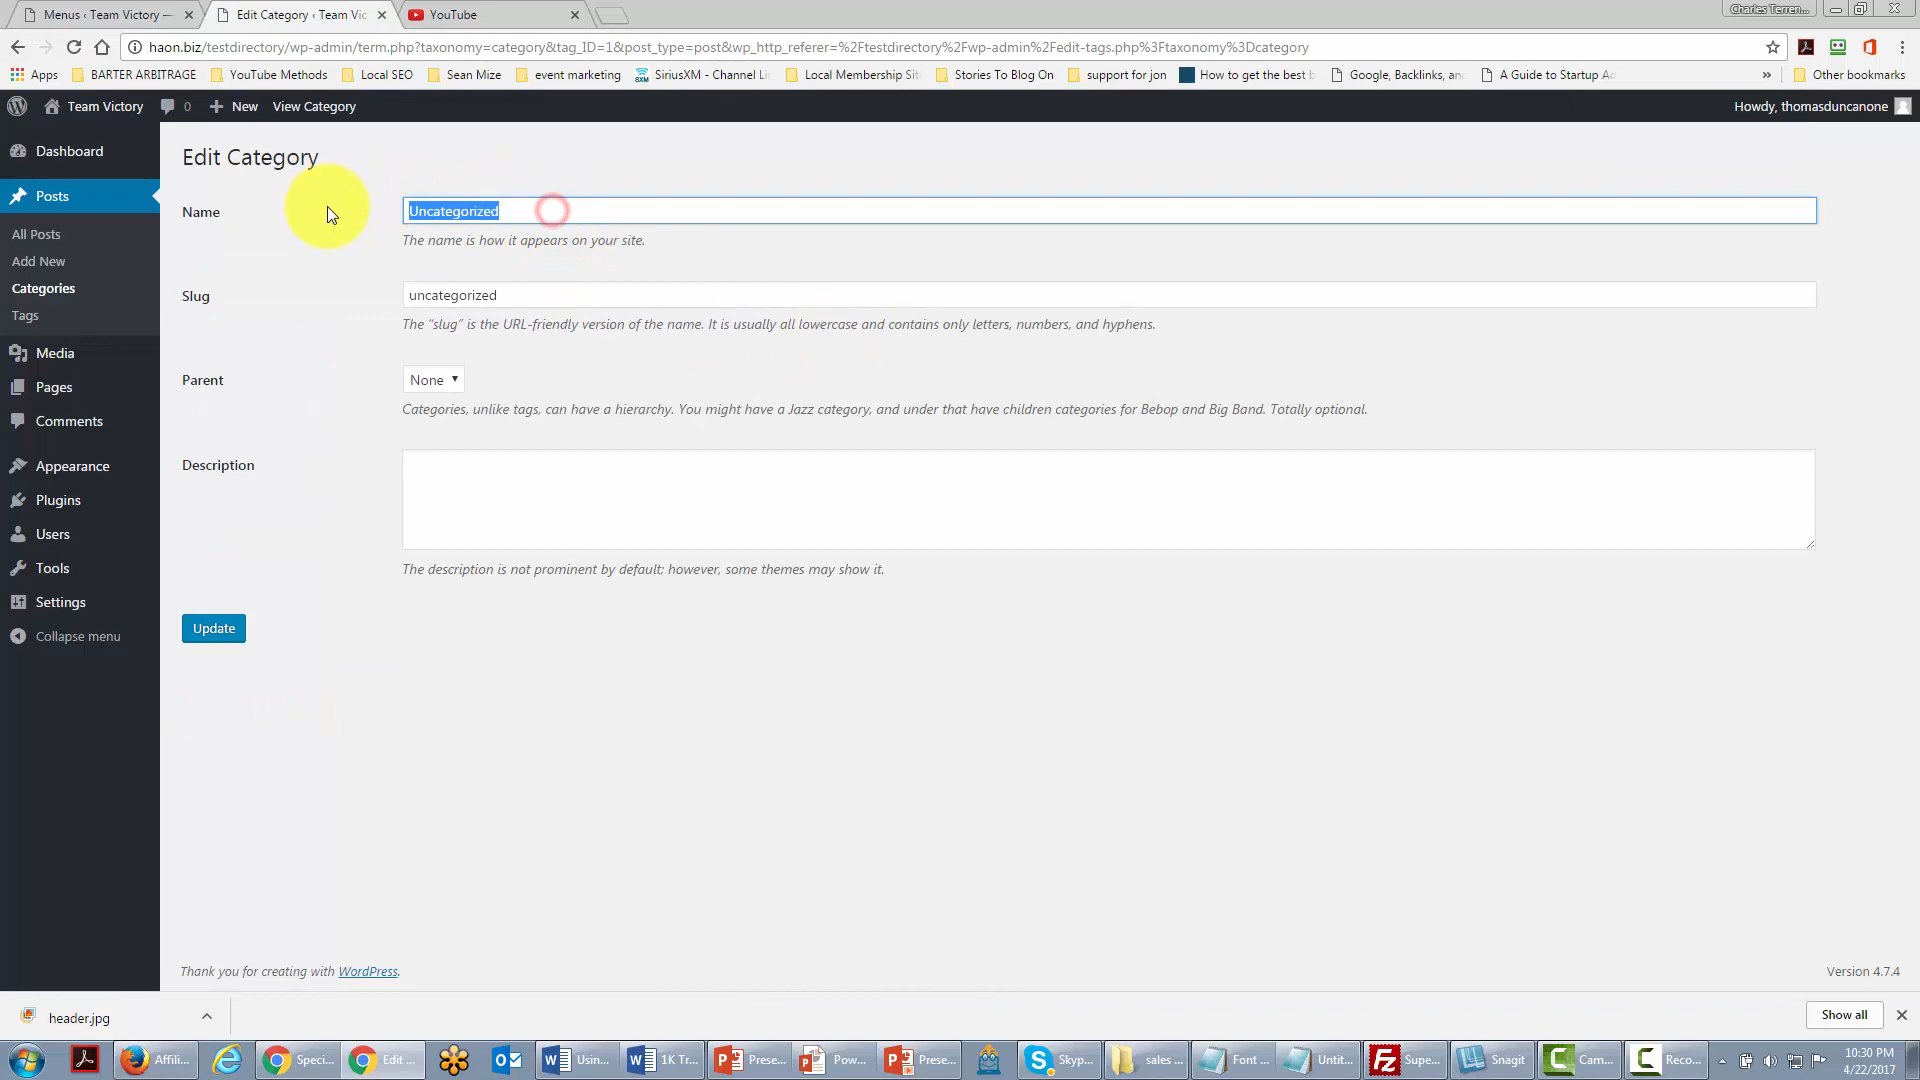 Menus ‹ Team Victory —
Edit Category ‹ Team Vic
YouTube
Charles Terren...
haon.biz/testdirectory/wp-admin/term.php?taxonomy=category&tag_ID=1&post_type=post&wp_http_referer=%2Ftestdirectory%2Fwp-admin%2Fedit-tags.php%3Ftaxonomy%3Dcategory
Apps
BARTER ARBITRAGE
YouTube Methods
Local SEO
Sean Mize
event marketing
SiriusXM - Channel Li
Local Membership Sit
Stories To Blog On
support for jon
How to get the best b
Google, Backlinks, an
A Guide to Startup Ad
»
Other bookmarks
Team Victory
0
New
View Category
Howdy, thomasduncanone
Dashboard
Posts
All Posts
Add New
Categories
Tags
Media
Pages
Comments
Appearance
Plugins
Users
Tools
Settings
Collapse menu
Edit Category
Name
Uncategorized
The name is how it appears on your site.
Slug
uncategorized
The “slug” is the URL-friendly version of the name. It is usually all lowercase and contains only letters, numbers, and hyphens.
Parent
None
Categories, unlike tags, can have a hierarchy. You might have a Jazz category, and under that have children categories for Bebop and Big Band. Totally optional.
Description
The description is not prominent by default; however, some themes may show it.
Update
Thank you for creating with WordPress.
Version 4.7.4
header.jpg
Show all
Affili...
Speci...
Edit ...
Usin...
1K Tr...
Prese...
Pow...
Prese...
Skyp...
sales ...
Font ...
Untit...
Supe...
Snagit
Cam...
Reco...
10:30 PM
4/22/2017